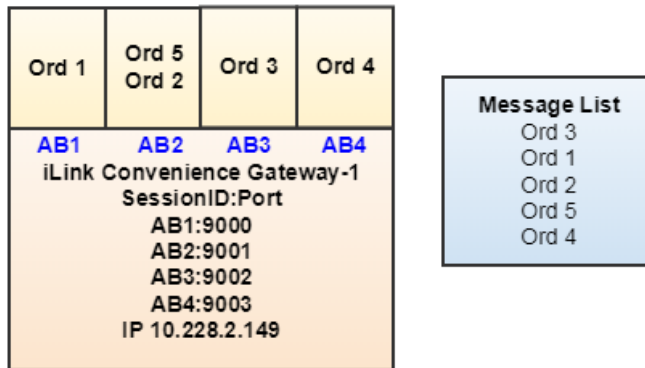 Ord 1
Ord 5
Ord 2
Ord 3
Ord 4
AB1 AB2 AB3 AB4
iLink Convenience Gateway-1
SessionID:Port
AB1:9000
AB2:9001
AB3:9002
AB4:9003
IP 10.228.2.149
Message List
Ord 3
Ord 1
Ord 2
Ord 5
Ord 4